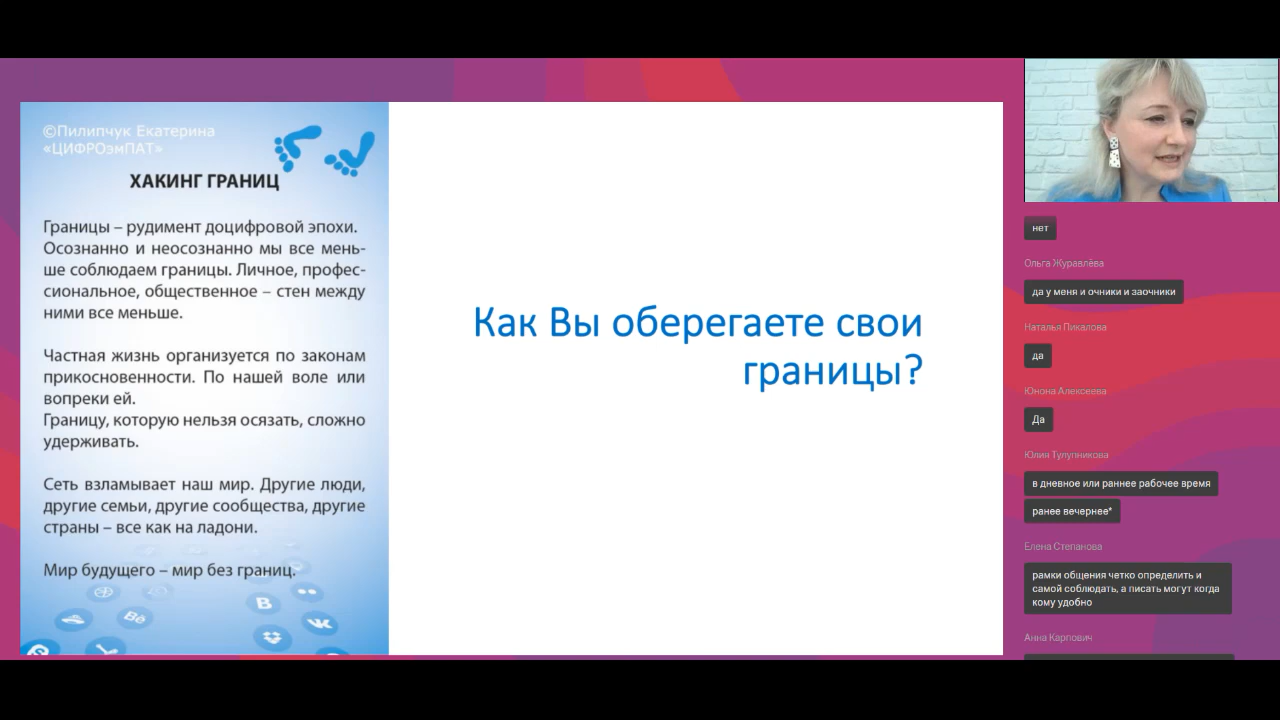 ©Пилипчук Екатерина
«ЦИФРОзмПАТ»
ХАКИНГ ГРАНИЦ
Границы – рудимент доцифровой эпохи.
Осознанно и неосознанно мы все мень-
ше соблюдаем границы. Личное, профес-
сиональное, общественное – стен между
ними все меньше.
Частная жизнь организуется по законам
прикосновенности. По нашей воле или
вопреки ей.
Границу, которую нельзя осязать, сложно
удерживать.
Сеть взламывает наш мир. Другие люди,
другие семьи, другие сообщества, другие
страны – все как на ладони.
Мир будущего – мир без границ.
Как Вы оберегаете свои
границы?
нет
Ольга Журавлёва
да у меня и очники и заочники
Наталья Пикалова
да
Юнона Алексеева
Да
Юлия Тулупникова
в дневное или раннее рабочее время
ранее вечернее*
Елена Степанова
рамки общения четко определить и
самой соблюдать, а писать могут когда
кому удобно
Анна Карпович